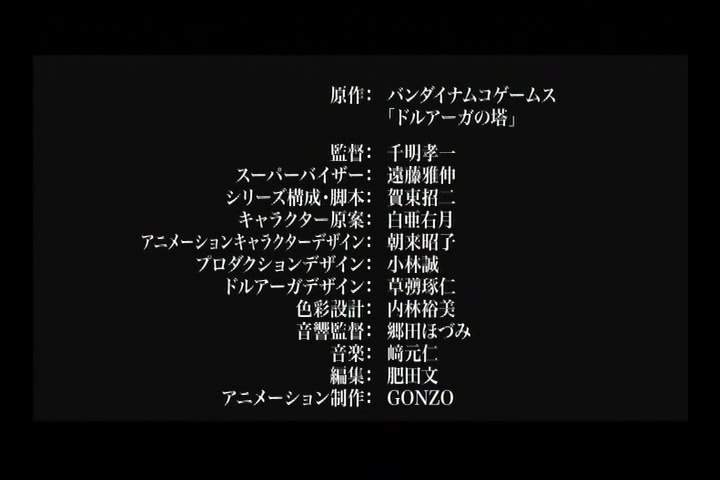 原作： バンダイナムコゲームス
「ドルアーガの塔」
監督： 千明孝一
スーパーバイザー： 遠藤雅伸
シリーズ構成・脚本： 賀東招二
キャラクター原案： 白亜右月
アニメーションキャラクターデザイン： 朝来昭子
プロダクションデザイン： 小林誠
ドルアーガデザイン： 草彅琢仁
色彩設計： 内林裕美
音響監督： 郷田ほづみ
音楽： 﨑元仁
編集： 肥田文
アニメーション制作： GONZO